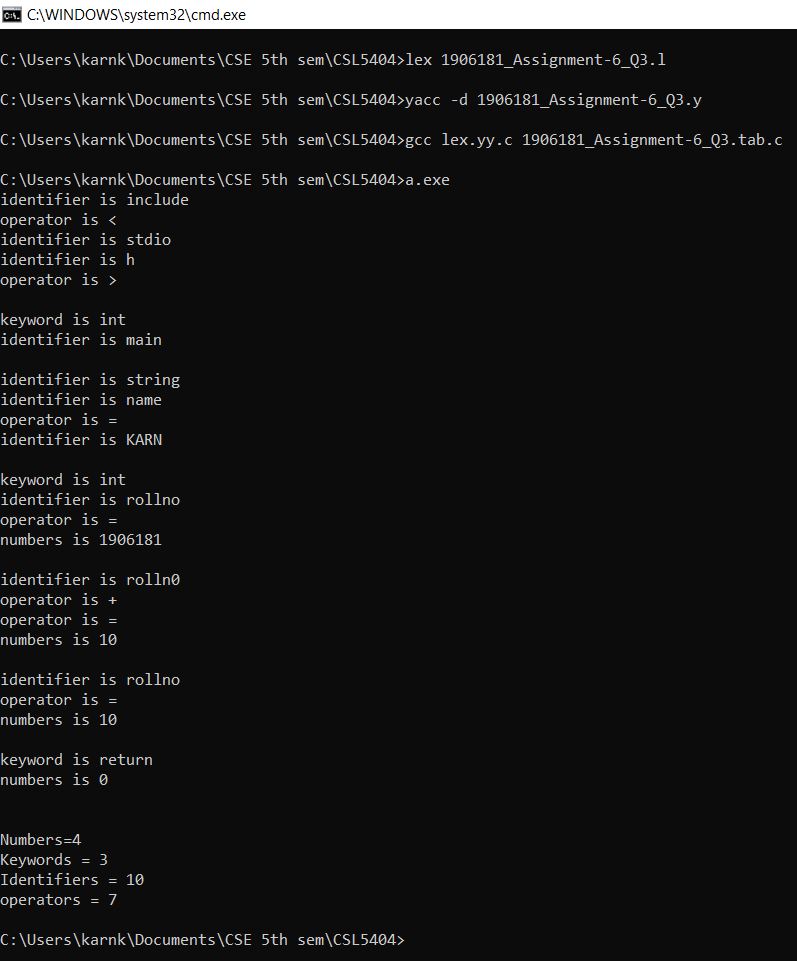 C:\WINDOWS\system32\cmd.exe
C:\Users\karnk\Documents\CSE 5th sem\CSL5404>lex 1906181_Assignment-6_Q3.l
C:\Users\karnk\Documents\CSE 5th sem\CSL5404>yacc -d 1906181_Assignment-6_Q3.y
C:\Users\karnk\Documents\CSE 5th sem\CSL5404>gcc lex.yy.c 1906181_Assignment-6_Q3.tab.c
C:\Users\karnk\Documents\CSE 5th sem\CSL5404>a.exe
identifier is include
operator is <
identifier is stdio
identifier is h
operator is >
keyword is int
identifier is main
identifier is string
identifier is name
operator is =
identifier is KARN
keyword is int
identifier is rollno
operator is =
numbers is 1906181
identifier is rolln0
operator is +
operator is =
numbers is 10
identifier is rollno
operator is =
numbers is 10
keyword is return
numbers is 0
Numbers=4
Keywords = 3
Identifiers = 10
operators = 7
C:\Users\karnk\Documents\CSE 5th sem\CSL5404>